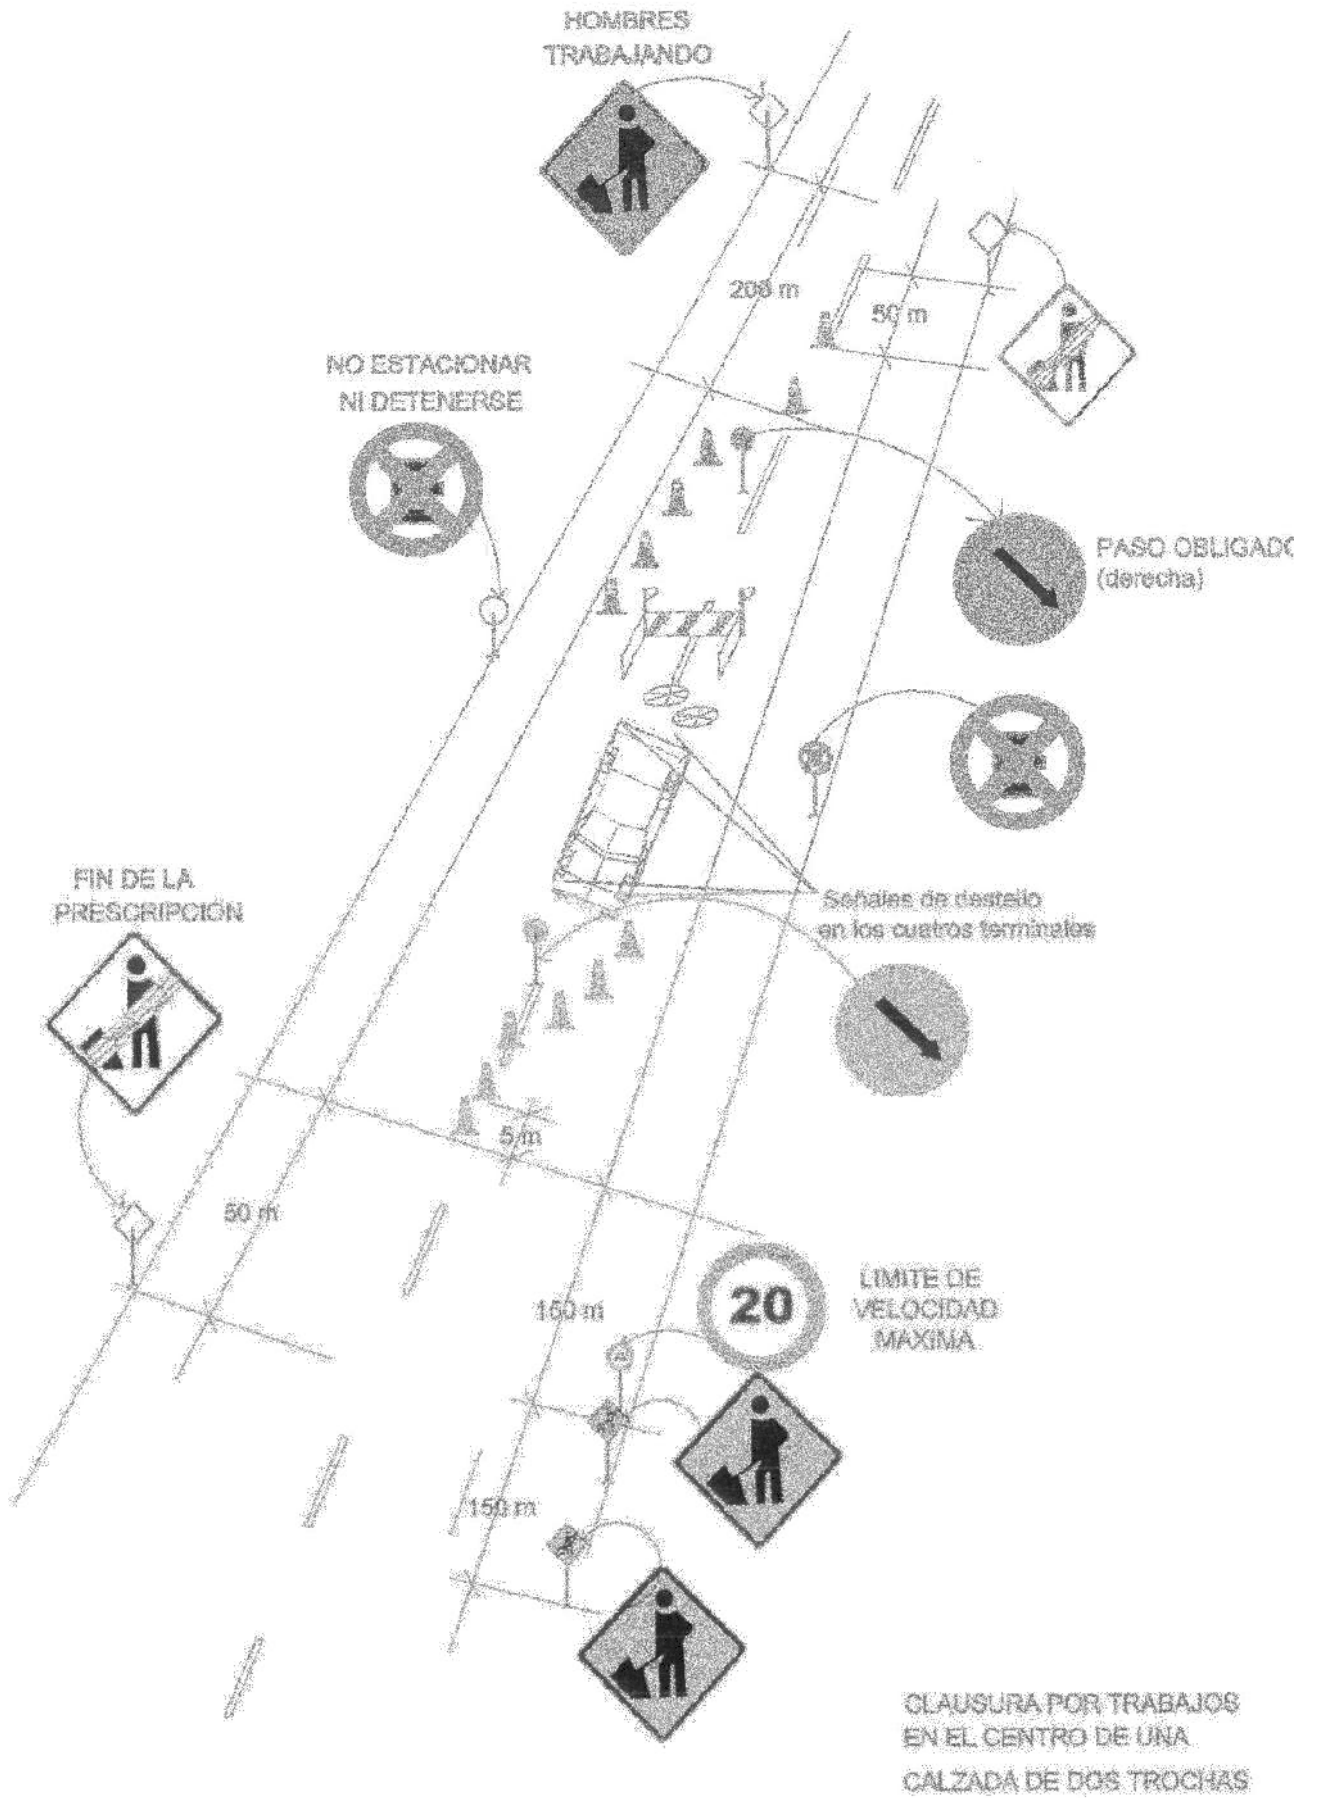 HOMBRES
TRABAJANDO
200 m
50 m
NO ESTACIONAR
NI DETENERSE
PASO OBLIGADO
(derecha)
FIN DE LA
PRESCRIPCIÓN
Señales de destello
en los cuatros terminales
5 m
50 m
150 m
20
LIMITE DE
VELOCIDAD
MAXIMA
150 m
CLAUSURA POR TRABAJOS
EN EL CENTRO DE UNA
CALZADA DE DOS TROCHAS